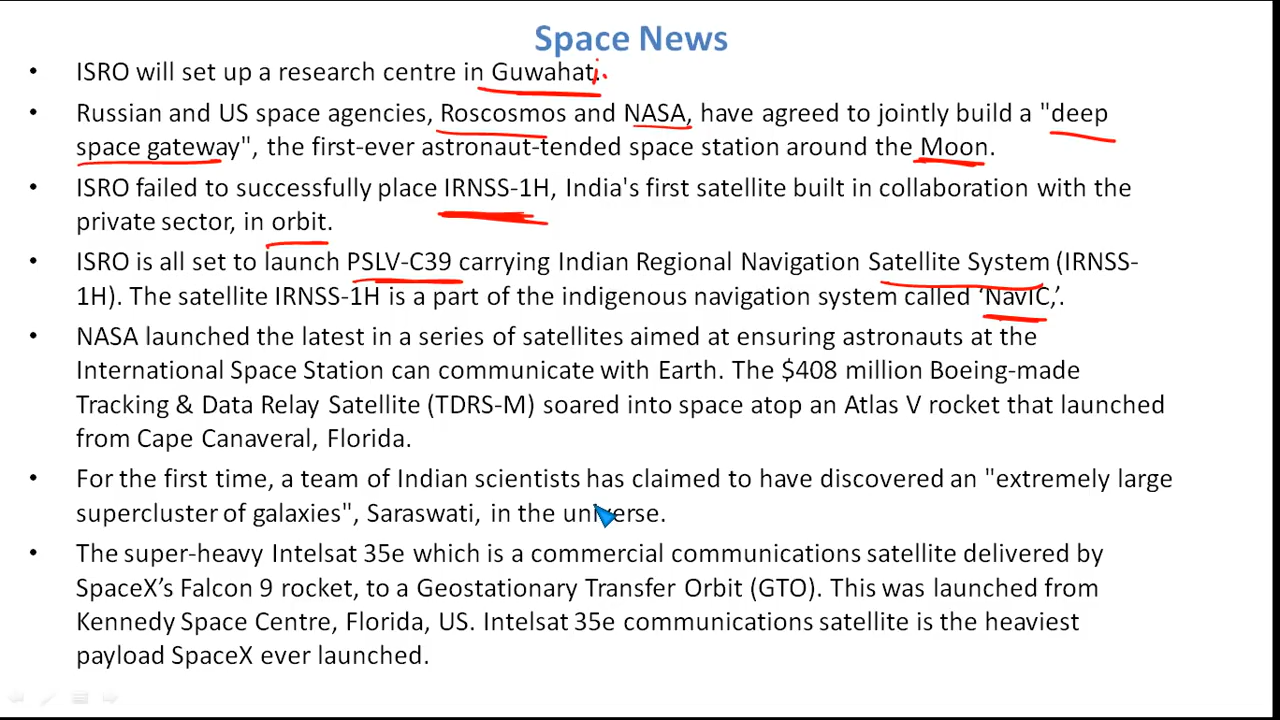 Space News
• ISRO will set up a research centre in Guwahati.
• Russian and US space agencies, Roscosmos and NASA, have agreed to jointly build a "deep
space gateway", the first-ever astronaut-tended space station around the Moon.
• ISRO failed to successfully place IRNSS-1H, India's first satellite built in collaboration with the
private sector, in orbit.
• ISRO is all set to launch PSLV-C39 carrying Indian Regional Navigation Satellite System (IRNSS-
1H). The satellite IRNSS-1H is a part of the indigenous navigation system called ‘NavIC,’.
• NASA launched the latest in a series of satellites aimed at ensuring astronauts at the
International Space Station can communicate with Earth. The $408 million Boeing-made
Tracking & Data Relay Satellite (TDRS-M) soared into space atop an Atlas V rocket that launched
from Cape Canaveral, Florida.
• For the first time, a team of Indian scientists has claimed to have discovered an "extremely large
supercluster of galaxies", Saraswati, in the universe.
• The super-heavy Intelsat 35e which is a commercial communications satellite delivered by
SpaceX’s Falcon 9 rocket, to a Geostationary Transfer Orbit (GTO). This was launched from
Kennedy Space Centre, Florida, US. Intelsat 35e communications satellite is the heaviest
payload SpaceX ever launched.